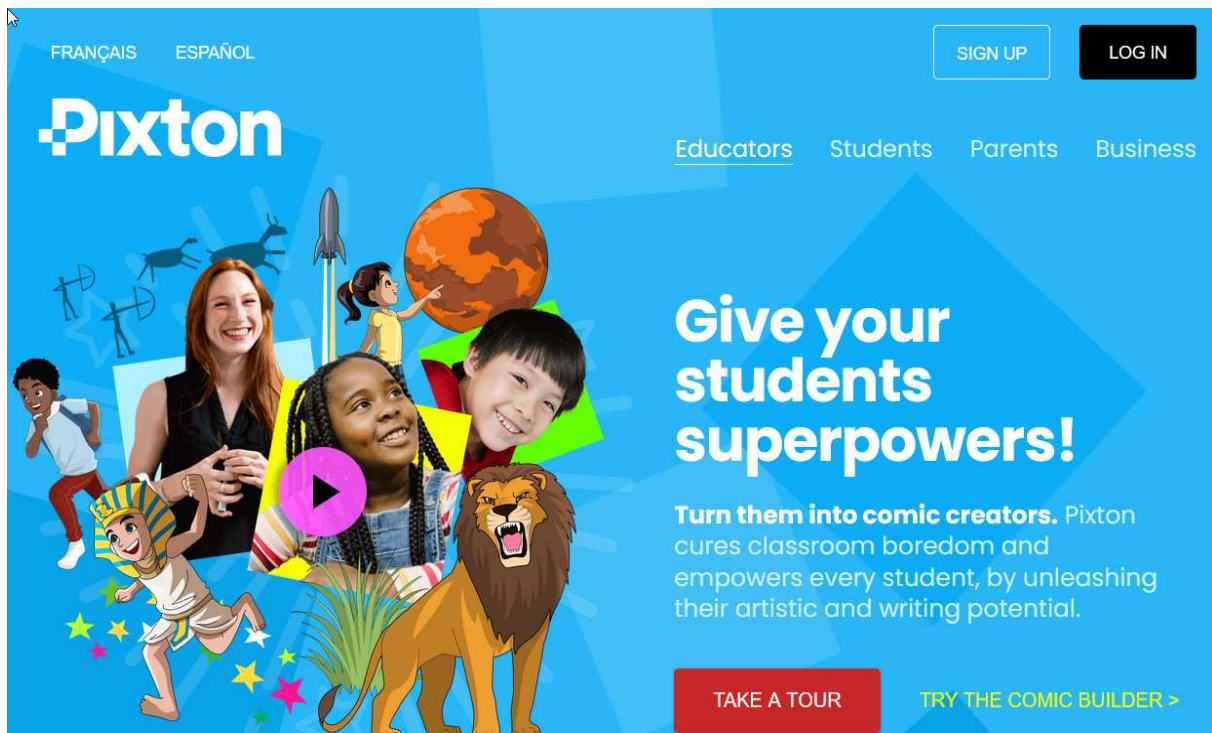 FRANÇAIS ESPAÑOL SIGN UP LOG IN
Pixton
Educators Students Parents Business
Give your
students
superpowers!
Turn them into comic creators. Pixton
cures classroom boredom and
empowers every student, by unleashing
their artistic and writing potential.
TAKE A TOUR TRY THE COMIC BUILDER >